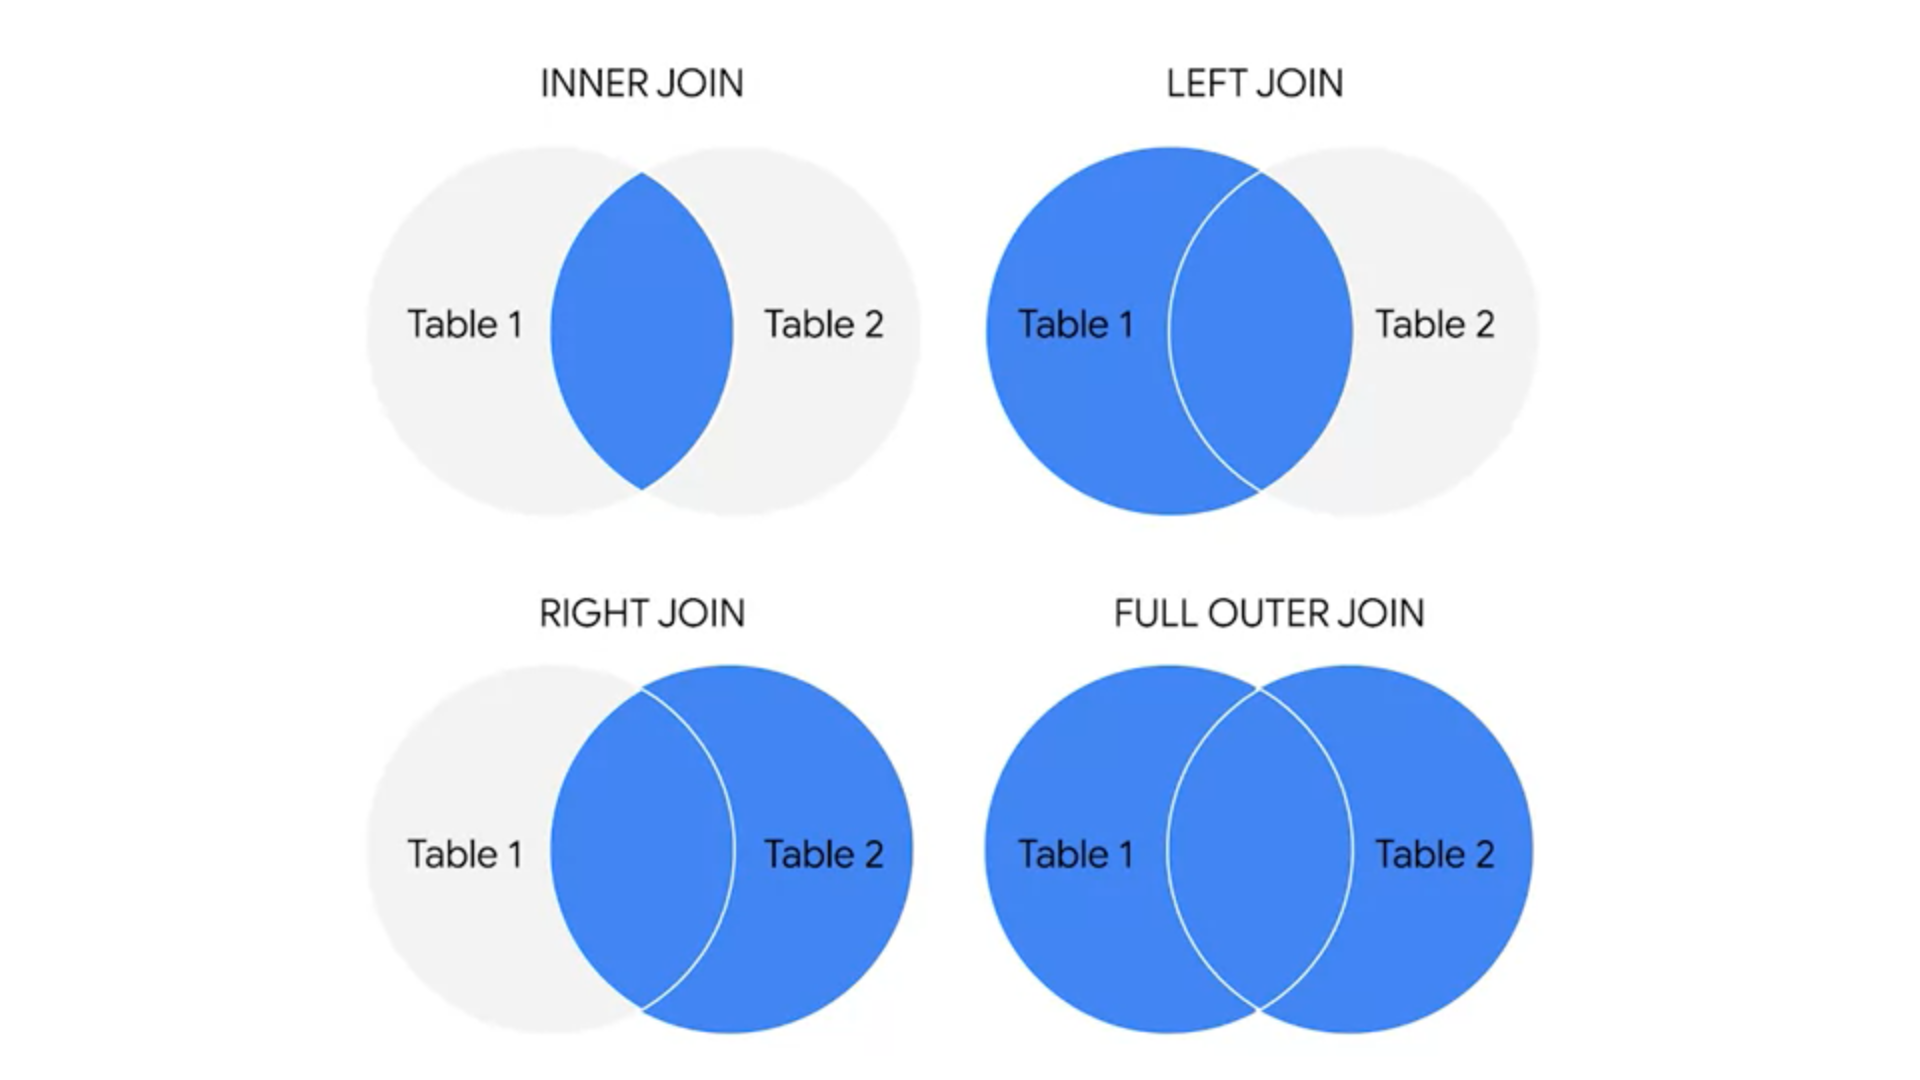 INNER JOIN
LEFT JOIN
Table 1
Table 2
Table 1
Table 2
RIGHT JOIN
FULL OUTER JOIN
Table 1
Table 2
Table 1
Table 2